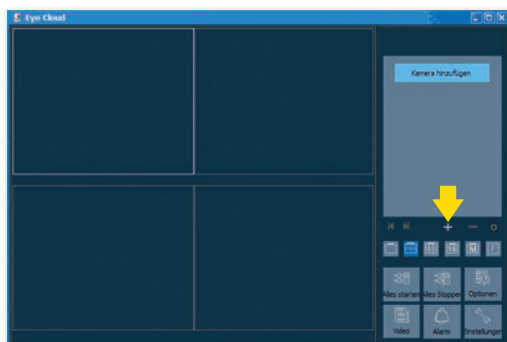 Eye Cloud
Kamera hinzufügen
Alles starten Alles Stoppen Optionen
Video Alarm Einstellungen